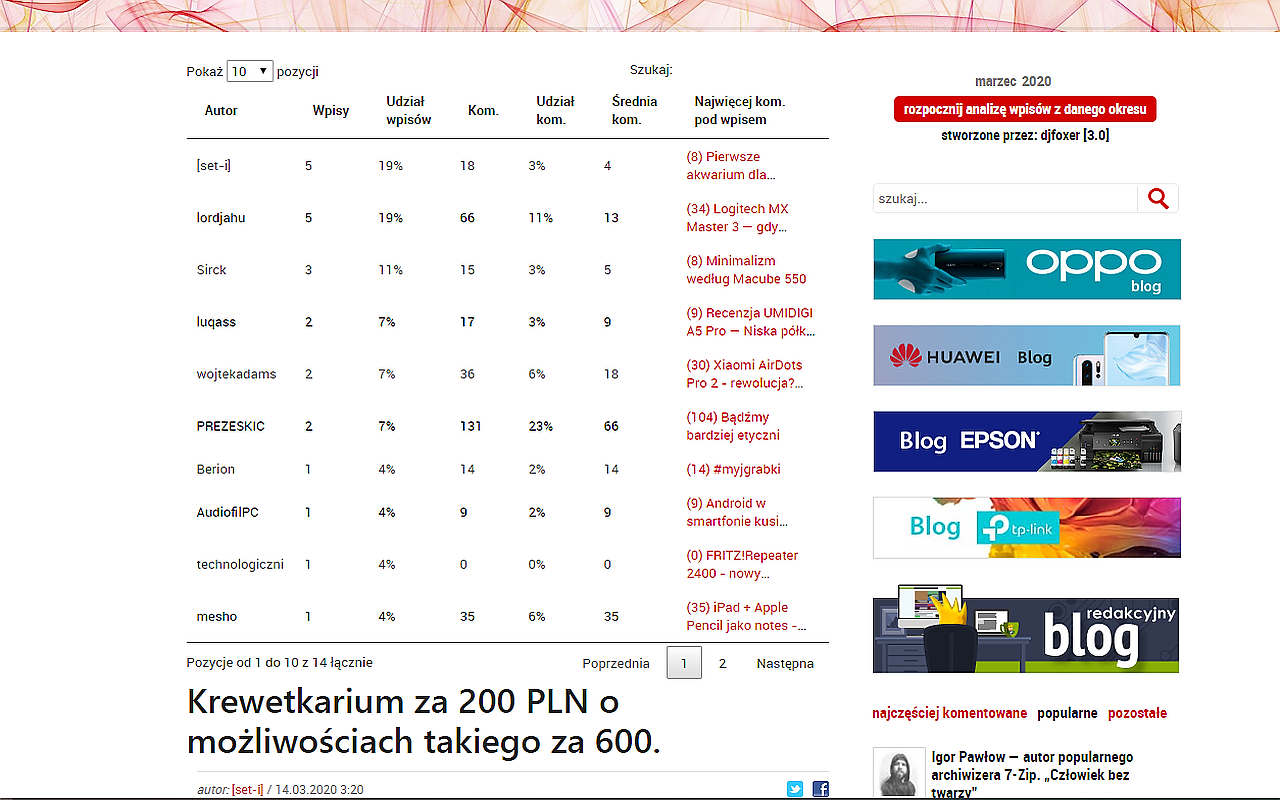 Pokaż 10 pozycji
Szukaj:
Autor Wpisy Udział wpisów Kom. Udział kom. Średnia kom. Najwięcej kom. pod wpisem
[set-i] 5 19% 18 3% 4 (8) Pierwsze akwarium dla...
lordjahu 5 19% 66 11% 13 (34) Logitech MX Master 3 — gdy...
Sirck 3 11% 15 3% 5 (8) Minimalizm według Macube 550
luqass 2 7% 17 3% 9 (9) Recenzja UMIDIGI A5 Pro — Niska półk...
wojtekadams 2 7% 36 6% 18 (30) Xiaomi AirDots Pro 2 - rewolucja?...
PREZESKIC 2 7% 131 23% 66 (104) Bądźmy bardziej etyczni
Berion 1 4% 14 2% 14 (14) #myjgrabki
AudiofilPC 1 4% 9 2% 9 (9) Android w smartfonie kusi...
technologiczni 1 4% 0 0% 0 (0) FRITZ!Repeater 2400 - nowy...
mesho 1 4% 35 6% 35 (35) iPad + Apple Pencil jako notes -...
Pozycje od 1 do 10 z 14 łącznie
Poprzednia 1 2 Następna
Krewetkarium za 200 PLN o
możliwościach takiego za 600.
autor: [set-i] / 14.03.2020 3:20
marzec 2020
rozpocznij analizę wpisów z danego okresu
stworzone przez: djfoxer [3.0]
szukaj...
oppo
blog
HUAWEI Blog
Blog EPSON
Blog tp-link
redakcyjny
blog
najczęściej komentowane popularne pozostałe
Igor Pawłow — autor popularnego
archiwizera 7-Zip. „Człowiek bez
twarzy"